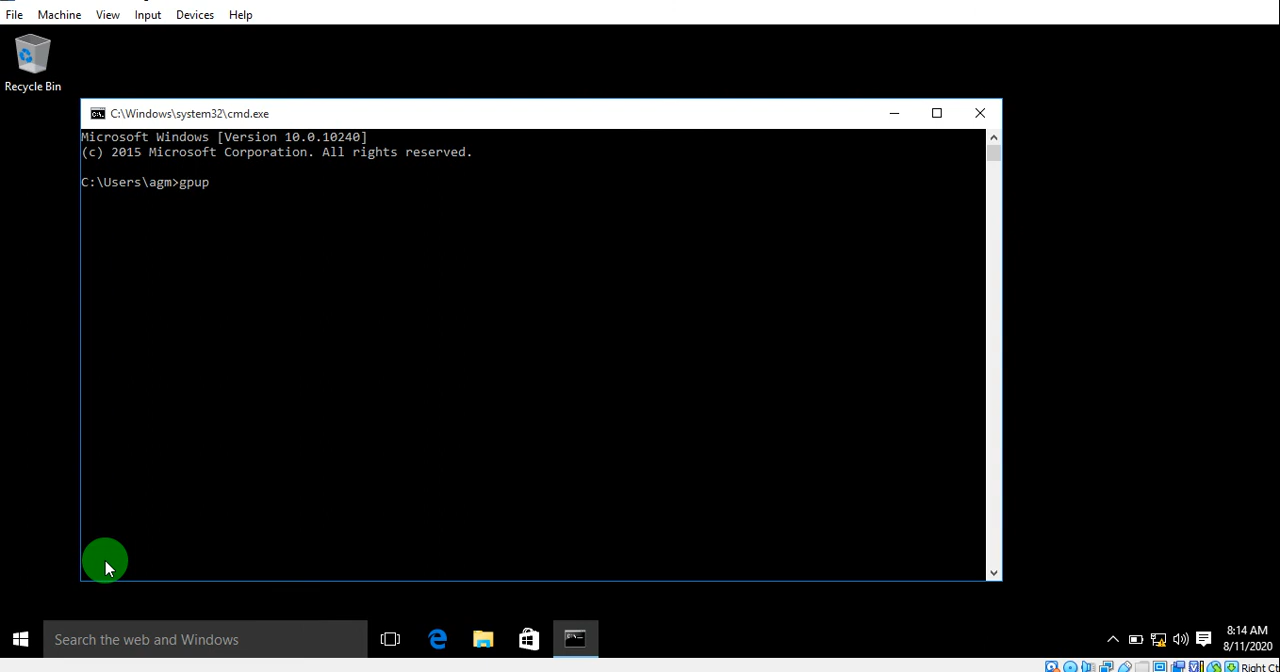 File Machine View Input Devices Help
Recycle Bin
C:\Windows\system32\cmd.exe
Microsoft Windows [Version 10.0.10240]
(c) 2015 Microsoft Corporation. All rights reserved.
C:\Users\agm>gpup
Search the web and Windows
8:14 AM
8/11/2020
Right Ct